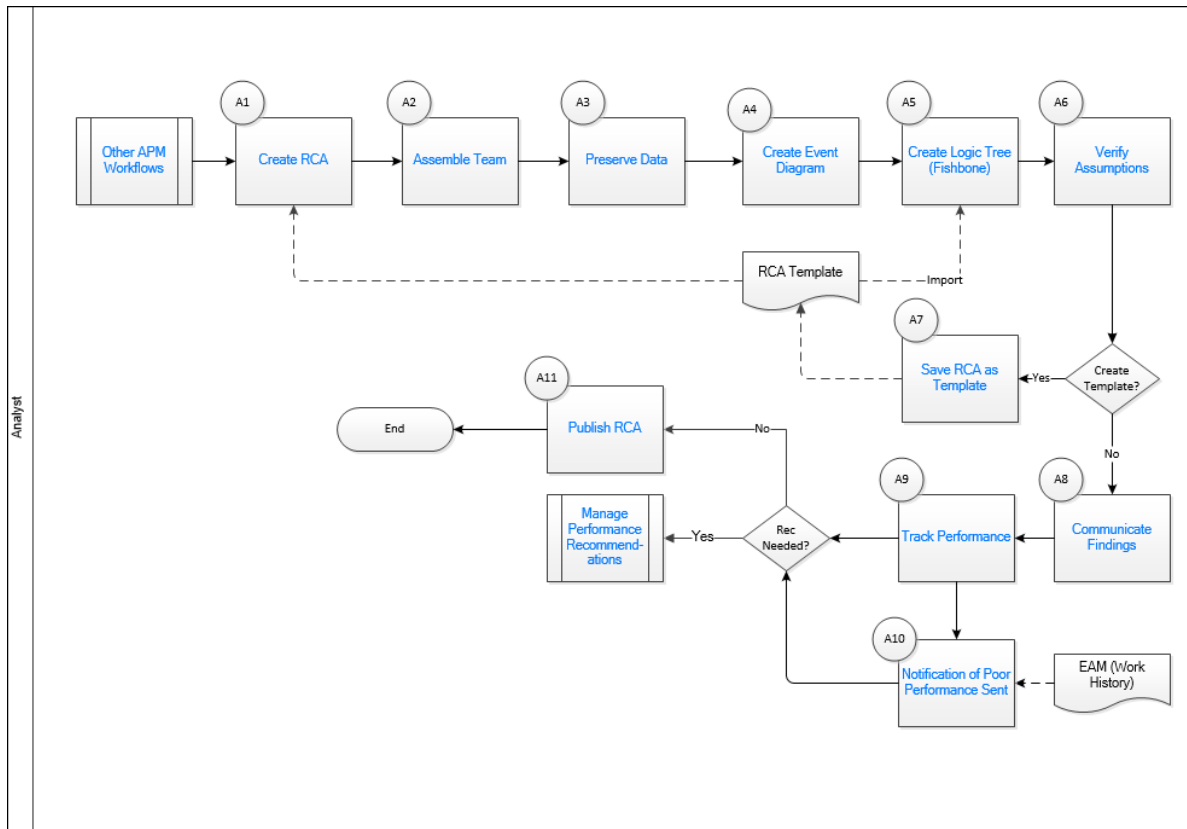 A1
A2
A3
A4
A5
A6
Other APM
Workflows
Create RCA
Assemble Team
Preserve Data
Create Event
Diagram
Create Logic Tree
(Fishbone)
Verify
Assumptions
RCA Template
Import
A7
Save RCA as
Template
Yes
Create
Template?
Analyst
A11
Publish RCA
End
No
No
A9
A8
Manage
Performance
Recommend-
ations
Yes
Rec
Needed?
Track Performance
Communicate
Findings
A10
Notification of Poor
Performance Sent
EAM (Work
History)